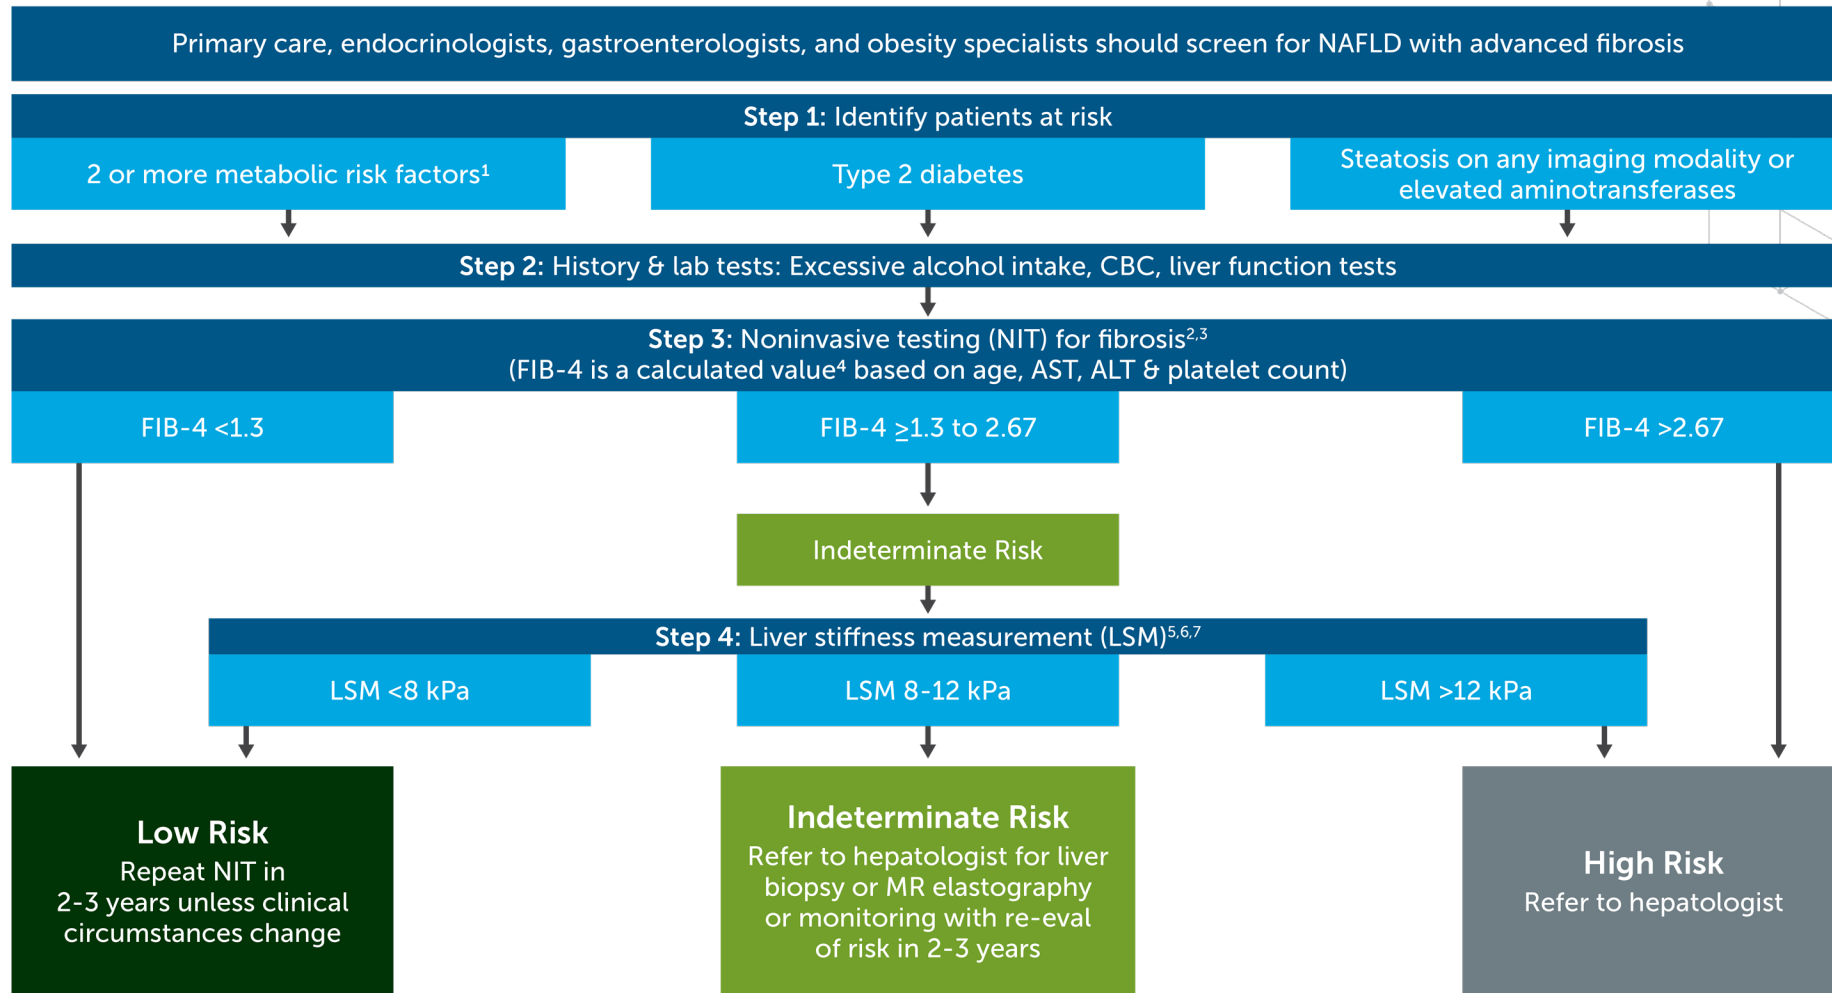 Primary care, endocrinologists, gastroenterologists, and obesity specialists should screen for NAFLD with advanced fibrosis
Step 1: Identify patients at risk
2 or more metabolic risk factors¹
Type 2 diabetes
Steatosis on any imaging modality or
elevated aminotransferases
Step 2: History & lab tests: Excessive alcohol intake, CBC, liver function tests
Step 3: Noninvasive testing (NIT) for fibrosis²,³
(FIB-4 is a calculated value⁴ based on age, AST, ALT & platelet count)
FIB-4 <1.3
FIB-4 ≥1.3 to 2.67
FIB-4 >2.67
Indeterminate Risk
Step 4: Liver stiffness measurement (LSM)⁵,⁶,⁷
LSM <8 kPa
LSM 8-12 kPa
LSM >12 kPa
Low Risk
Repeat NIT in
2-3 years unless clinical
circumstances change
Indeterminate Risk
Refer to hepatologist for liver
biopsy or MR elastography
or monitoring with re-eval
of risk in 2-3 years
High Risk
Refer to hepatologist